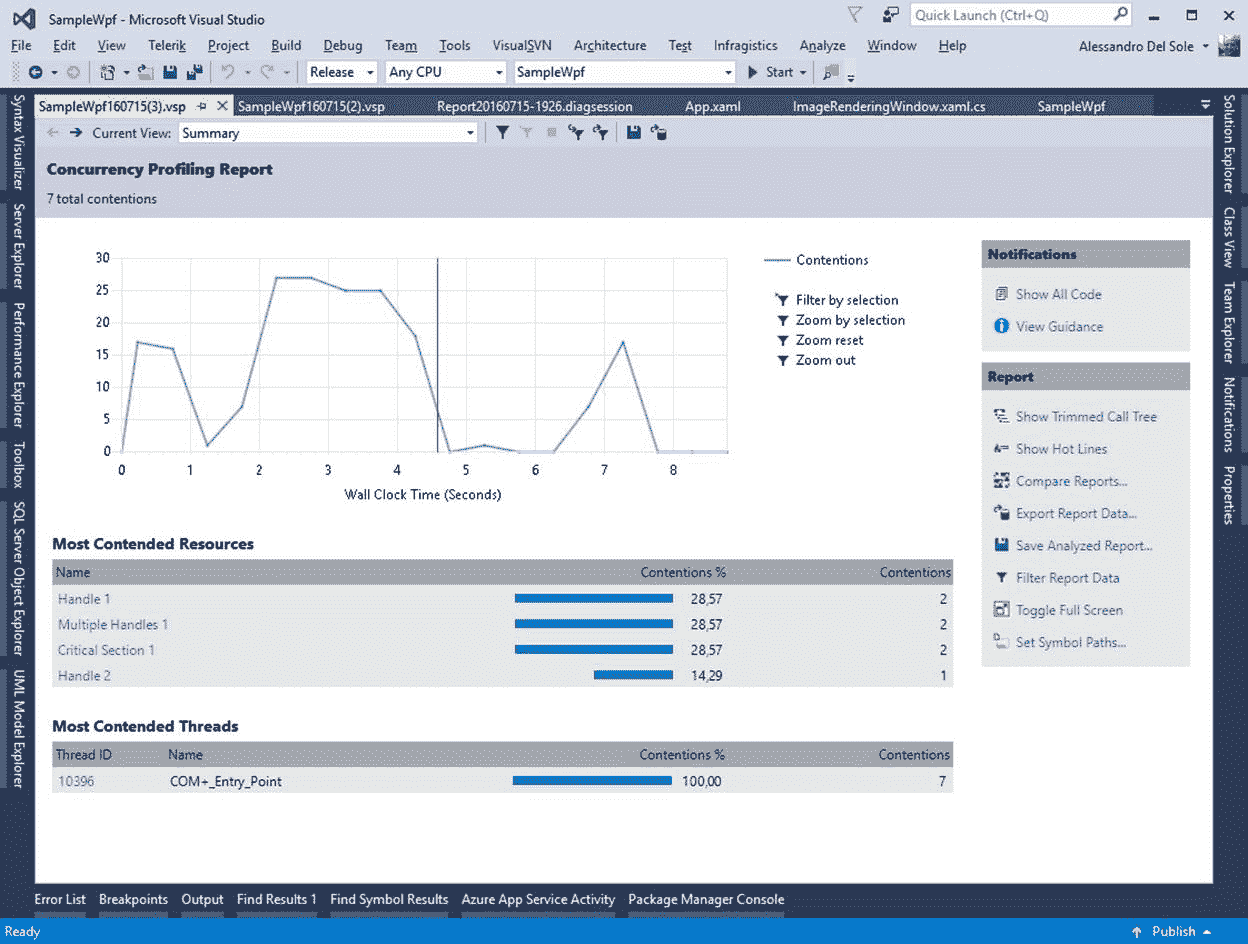 SampleWpf - Microsoft Visual Studio
Quick Launch (Ctrl+Q)
File Edit View Telerik Project Build Debug Team Tools VisualSVN Architecture Test Infragistics Analyze Window Help
Alessandro Del Sole
Release Any CPU SampleWpf Start
SampleWpf160715(3).vsp SampleWpf160715(2).vsp Report20160715-1926.diagsession App.xaml ImageRenderingWindow.xaml.cs SampleWpf
Current View: Summary
Concurrency Profiling Report
7 total contentions
30
25
20
15
10
5
0
0 1 2 3 4 5 6 7 8
Wall Clock Time (Seconds)
Contentions
Filter by selection
Zoom by selection
Zoom reset
Zoom out
Notifications
Show All Code
View Guidance
Report
Show Trimmed Call Tree
Show Hot Lines
Compare Reports...
Export Report Data...
Save Analyzed Report...
Filter Report Data
Toggle Full Screen
Set Symbol Paths...
Most Contended Resources
Name Contentions % Contentions
Handle 1 28,57 2
Multiple Handles 1 28,57 2
Critical Section 1 28,57 2
Handle 2 14,29 1
Most Contended Threads
Thread ID Name Contentions % Contentions
10396 COM+_Entry_Point 100,00 7
Syntax Visualizer
Server Explorer
Performance Explorer
Toolbox
SQL Server Object Explorer
UML Model Explorer
Solution Explorer
Class View
Team Explorer
Notifications
Properties
Error List Breakpoints Output Find Results 1 Find Symbol Results Azure App Service Activity Package Manager Console
Ready
Publish